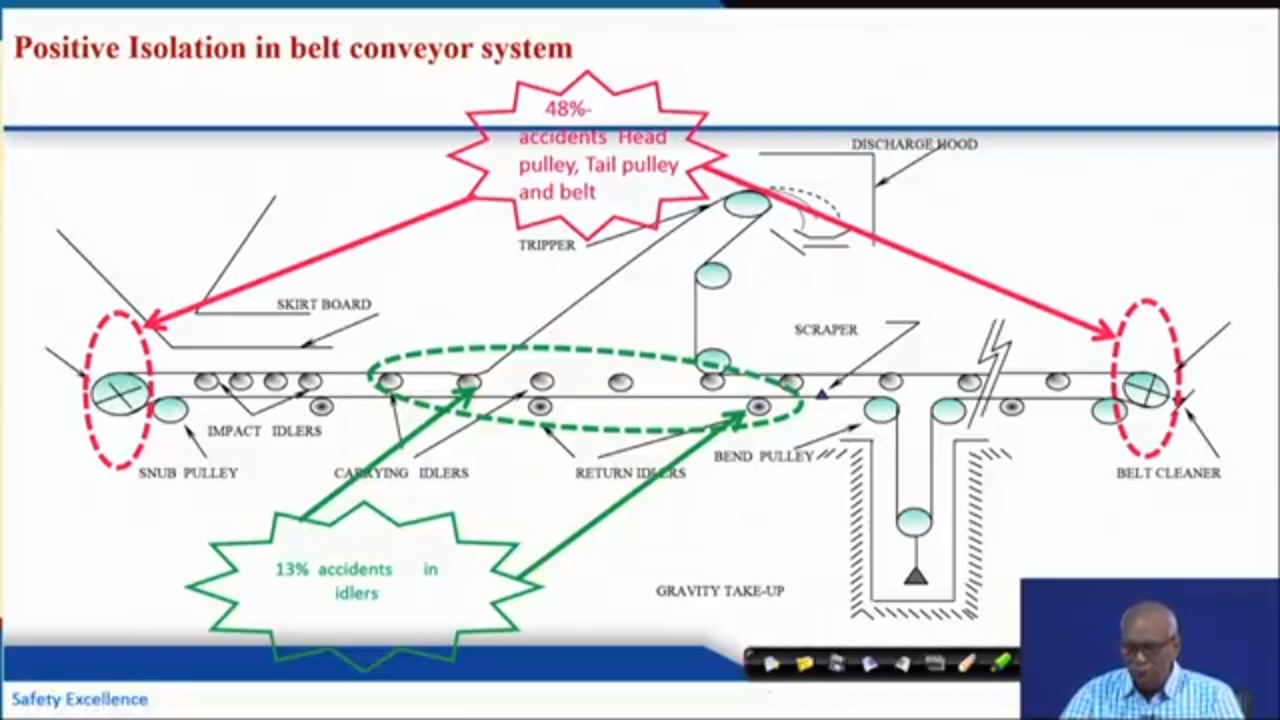 Positive Isolation in belt conveyor system
48%-
accidents Head
pulley, Tail pulley
and belt
DISCHARGE HOOD
TRIPPER
SKIRT BOARD
SCRAPER
IMPACT IDLERS
SNUB PULLEY
CARRYING IDLERS
RETURN IDLERS
BEND PULLEY
BELT CLEANER
13% accidents in
idlers
GRAVITY TAKE-UP
Safety Excellence